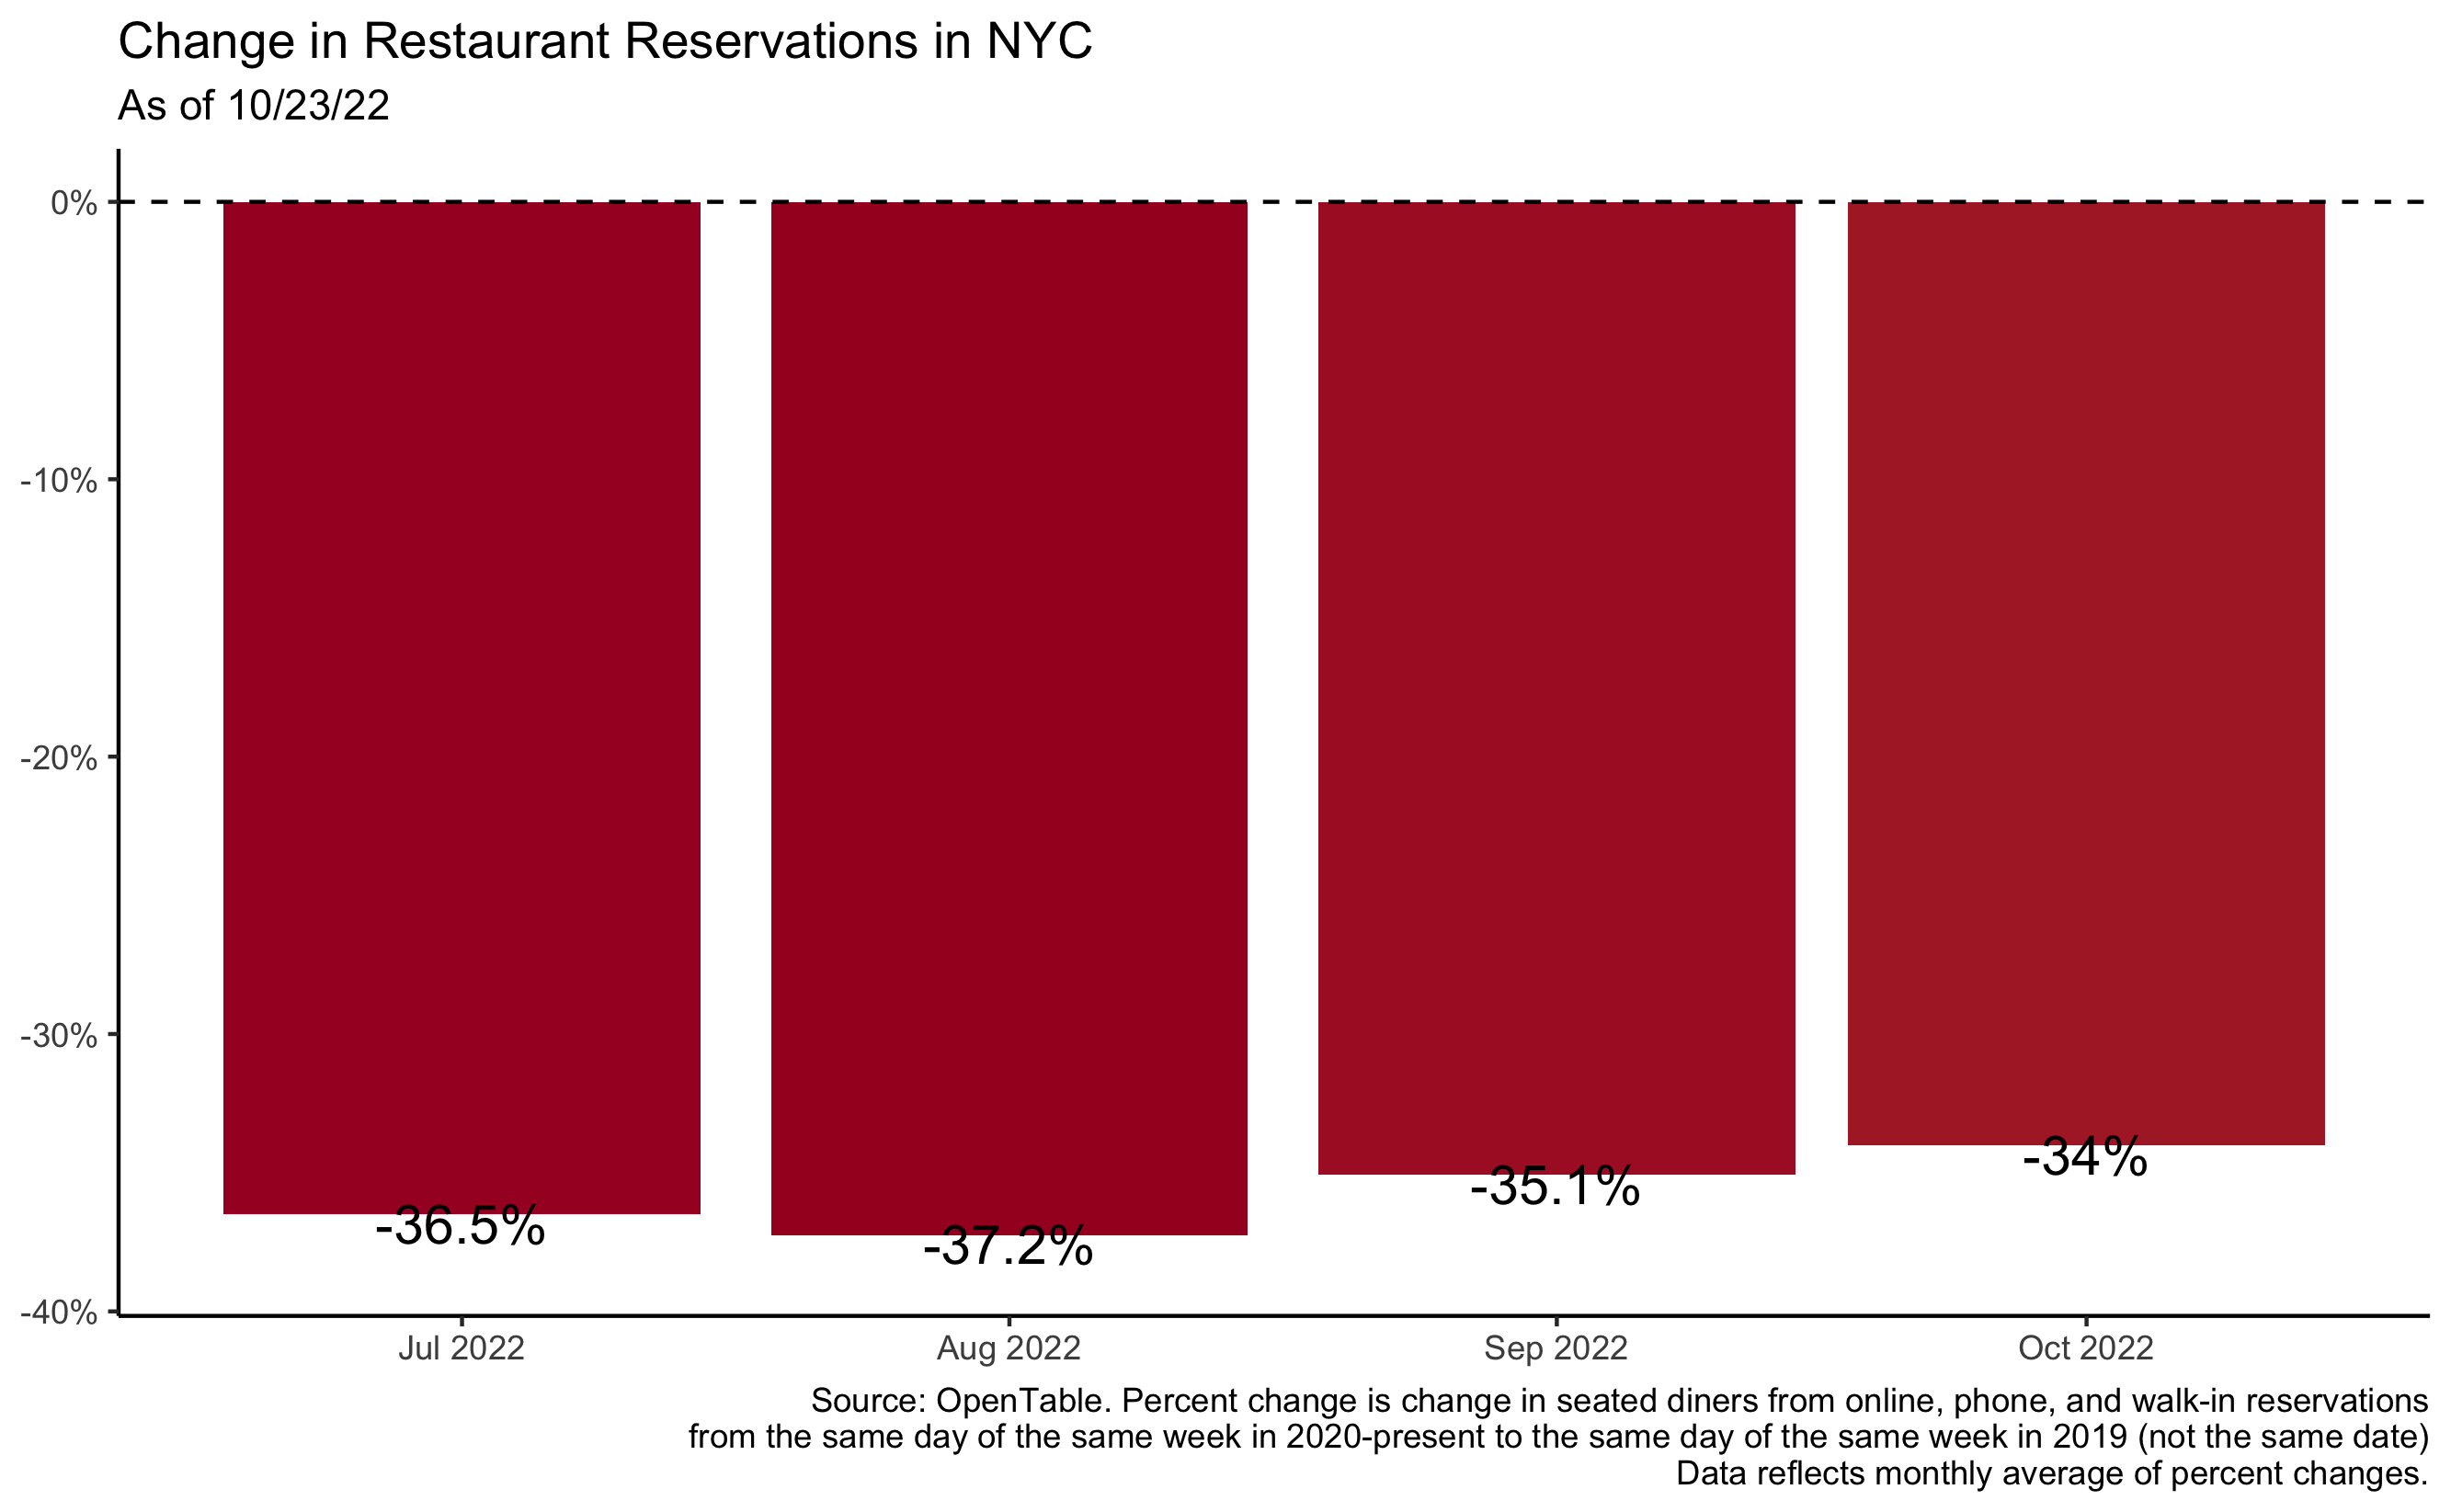 Change in Restaurant Reservations in NYC
As of 10/23/22
0%
-10%
-20%
-30%
-40%
-36.5%
-37.2%
-35.1%
-34%
Jul 2022
Aug 2022
Sep 2022
Oct 2022
Source: OpenTable. Percent change is change in seated diners from online, phone, and walk-in reservations
from the same day of the same week in 2020-present to the same day of the same week in 2019 (not the same date)
Data reflects monthly average of percent changes.